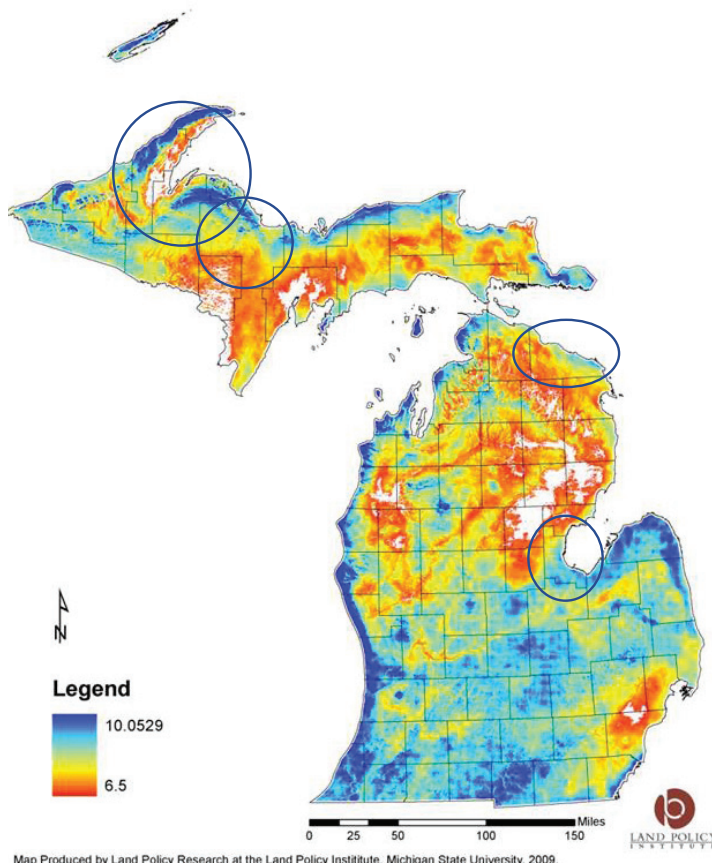 N
Legend
10.0529
6.5
Miles
0 25 50 100 150
LAND POLICY
INSTITUTE
Map Produced by Land Policy Research at the Land Policy Instititute, Michigan State University, 2009.